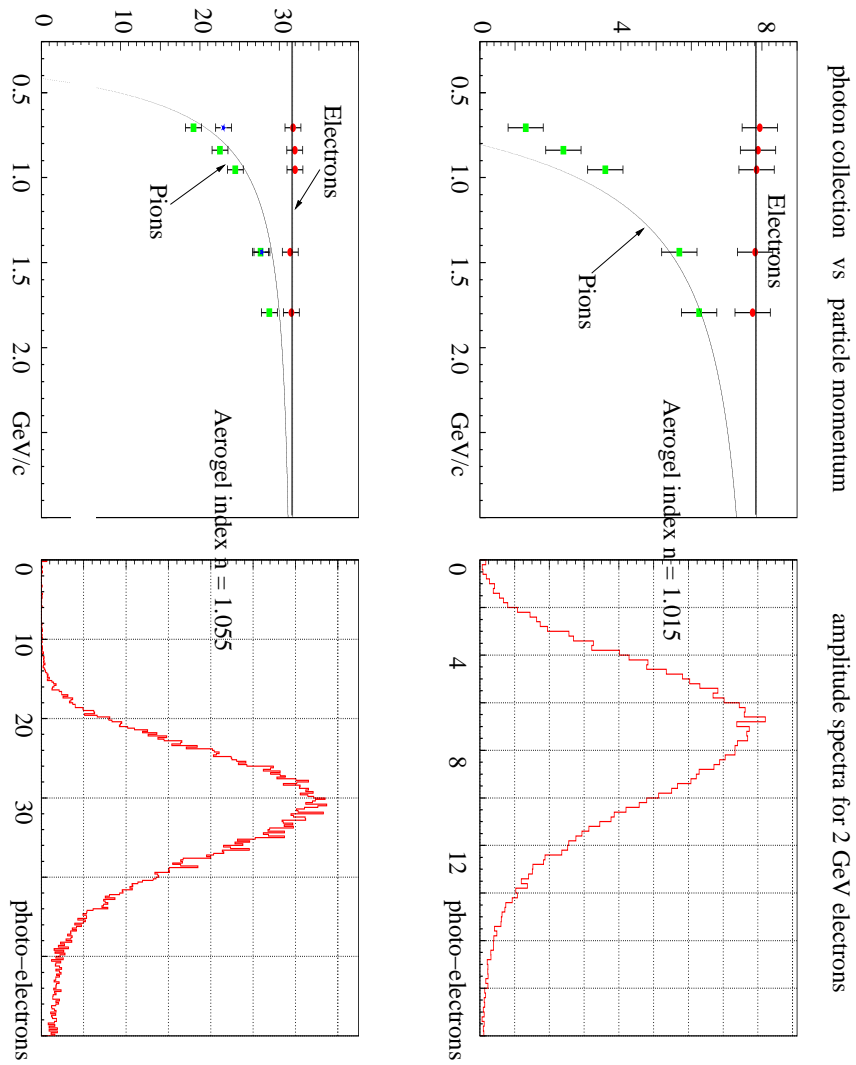 photon collection vs particle momentum
amplitude spectra for 2 GeV electrons
0
4
8
0.5
1.0
1.5
2.0
GeV/c
Electrons
Pions
Aerogel index n = 1.015
0
4
8
12
photo−electrons
0
10
20
30
0.5
1.0
1.5
2.0
GeV/c
Electrons
Pions
Aerogel index n = 1.055
0
10
20
30
photo−electrons